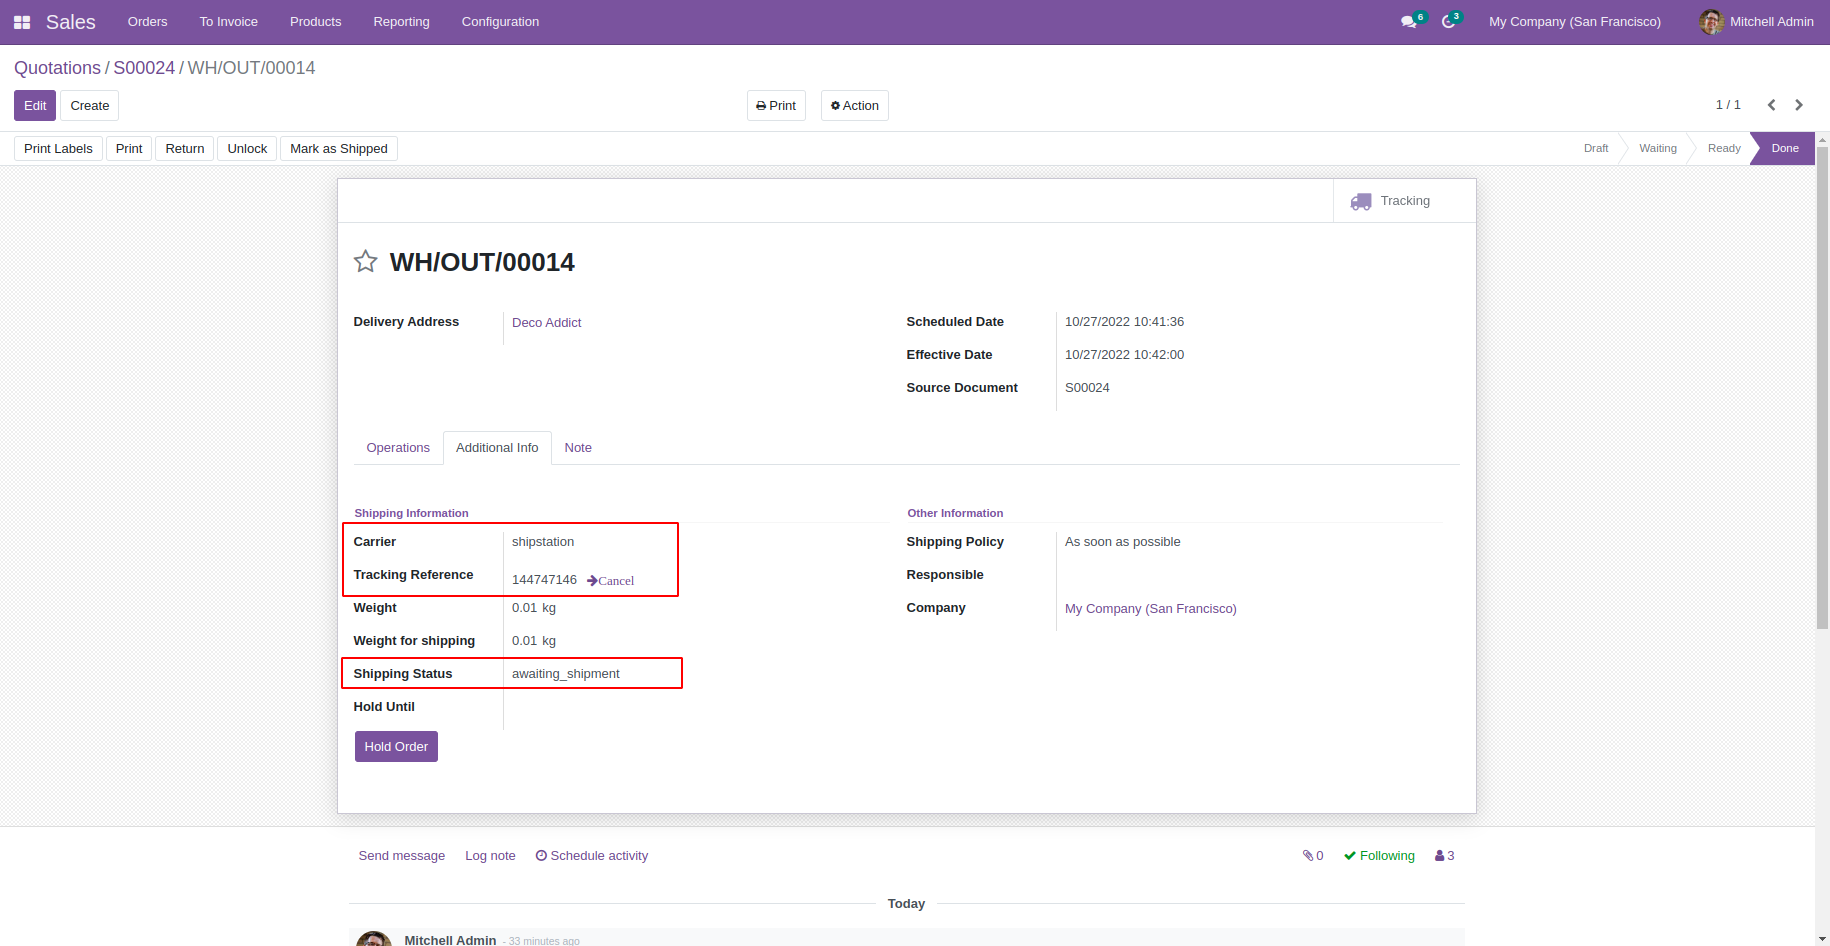 Sales Orders To Invoice Products Reporting Configuration 6 3 My Company (San Francisco) Mitchell Admin
Quotations / S00024 / WH/OUT/00014
Edit Create Print Action 1 / 1
Print Labels Print Return Unlock Mark as Shipped Draft Waiting Ready Done
Tracking
WH/OUT/00014
Delivery Address Deco Addict Scheduled Date 10/27/2022 10:41:36
Effective Date 10/27/2022 10:42:00
Source Document S00024
Operations Additional Info Note
Shipping Information Other Information
Carrier shipstation Shipping Policy As soon as possible
Tracking Reference 144747146 Cancel Responsible
Weight 0.01 kg Company My Company (San Francisco)
Weight for shipping 0.01 kg
Shipping Status awaiting_shipment
Hold Until
Hold Order
Send message Log note Schedule activity 0 Following 3
Today
Mitchell Admin - 33 minutes ago